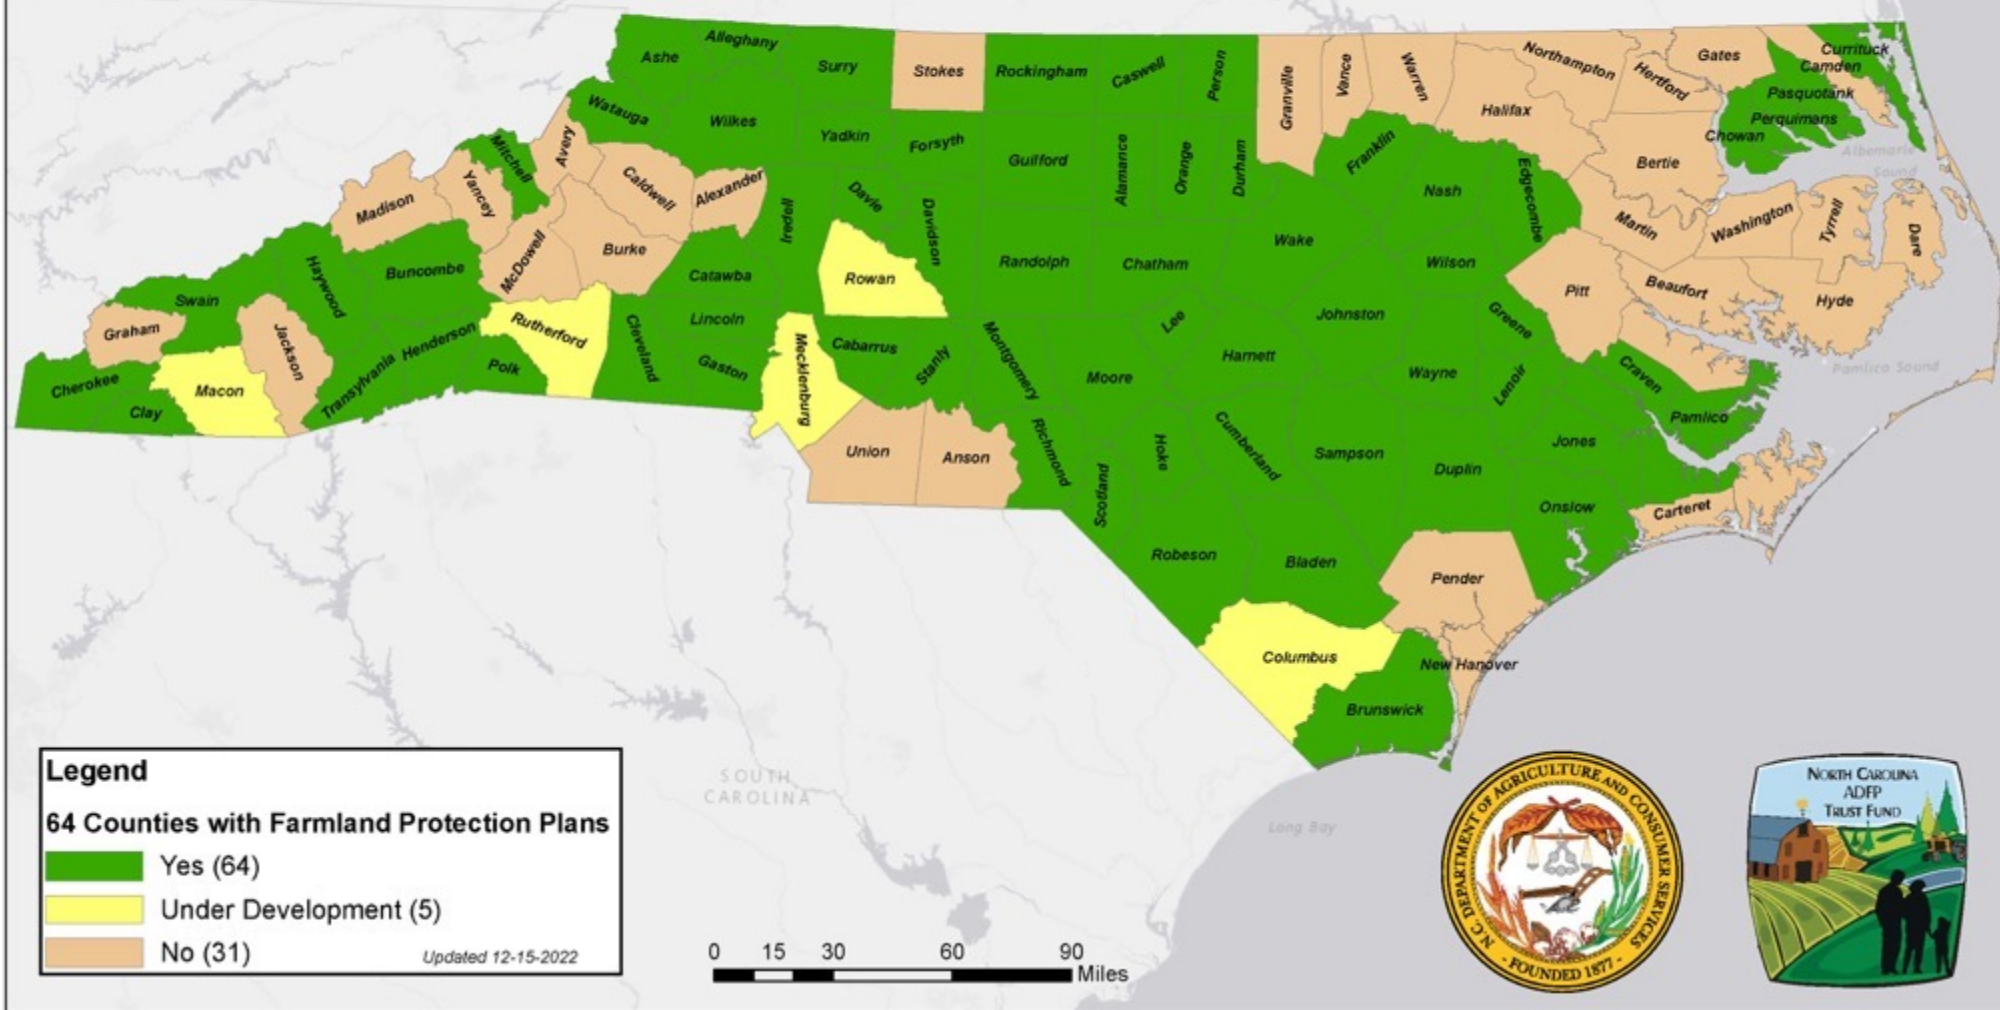 Ashe
Alleghany
Surry
Stokes
Rockingham
Caswell
Person
Granville
Vance
Warren
Northampton
Hertford
Gates
Currituck
Camden
Pasquotank
Perquimans
Chowan
Halifax
Bertie
Watauga
Wilkes
Yadkin
Forsyth
Guilford
Alamance
Orange
Durham
Franklin
Nash
Edgecombe
Mitchell
Avery
Caldwell
Alexander
Iredell
Davie
Davidson
Madison
Yancey
McDowell
Burke
Catawba
Rowan
Randolph
Chatham
Wake
Wilson
Martin
Washington
Tyrrell
Dare
Albemarle
Sound
Swain
Haywood
Buncombe
Graham
Jackson
Rutherford
Lincoln
Cleveland
Gaston
Mecklenburg
Cabarrus
Stanly
Montgomery
Moore
Lee
Harnett
Johnston
Greene
Pitt
Beaufort
Hyde
Pamlico Sound
Cherokee
Clay
Macon
Transylvania
Henderson
Polk
Wayne
Lenoir
Craven
Pamlico
Union
Anson
Richmond
Scotland
Hoke
Cumberland
Sampson
Duplin
Jones
Onslow
Carteret
Robeson
Bladen
Pender
Columbus
New Hanover
Brunswick
SOUTH
CAROLINA
Long Bay
Legend
64 Counties with Farmland Protection Plans
Yes (64)
Under Development (5)
No (31)
Updated 12-15-2022
0 15 30 60 90
Miles
N.C. DEPARTMENT OF AGRICULTURE AND CONSUMER SERVICES
- FOUNDED 1877 -
NORTH CAROLINA
ADFP
TRUST FUND